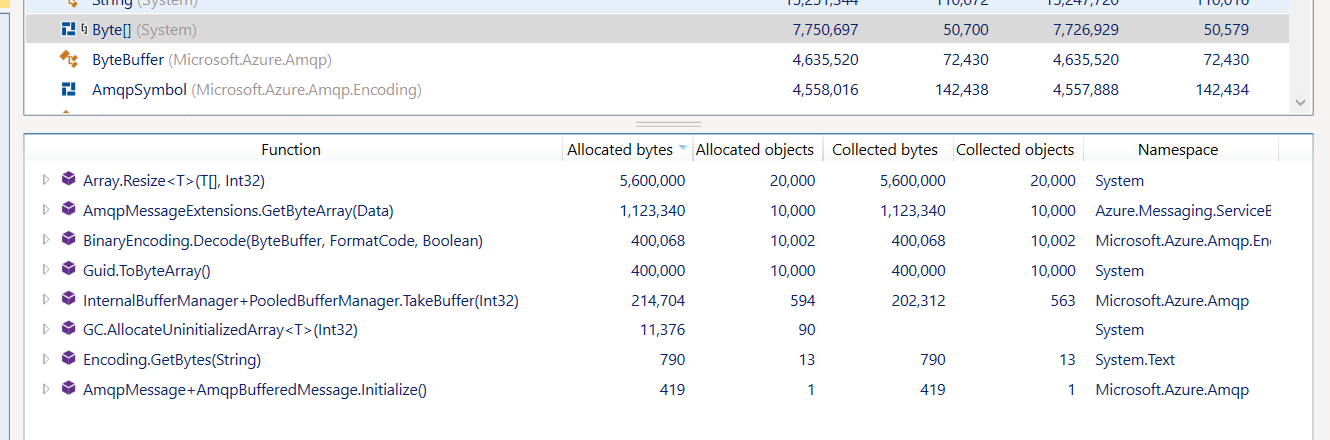 String (System) 110,072 110,016
Byte[] (System) 7,750,697 50,700 7,726,929 50,579
ByteBuffer (Microsoft.Azure.Amqp) 4,635,520 72,430 4,635,520 72,430
AmqpSymbol (Microsoft.Azure.Amqp.Encoding) 4,558,016 142,438 4,557,888 142,434
Function Allocated bytes Allocated objects Collected bytes Collected objects Namespace
Array.Resize<T>(T[], Int32) 5,600,000 20,000 5,600,000 20,000 System
AmqpMessageExtensions.GetByteArray(Data) 1,123,340 10,000 1,123,340 10,000 Azure.Messaging.ServiceB
BinaryEncoding.Decode(ByteBuffer, FormatCode, Boolean) 400,068 10,002 400,068 10,002 Microsoft.Azure.Amqp.En
Guid.ToByteArray() 400,000 10,000 400,000 10,000 System
InternalBufferManager+PooledBufferManager.TakeBuffer(Int32) 214,704 594 202,312 563 Microsoft.Azure.Amqp
GC.AllocateUninitializedArray<T>(Int32) 11,376 90 System
Encoding.GetBytes(String) 790 13 790 13 System.Text
AmqpMessage+AmqpBufferedMessage.Initialize() 419 1 419 1 Microsoft.Azure.Amqp